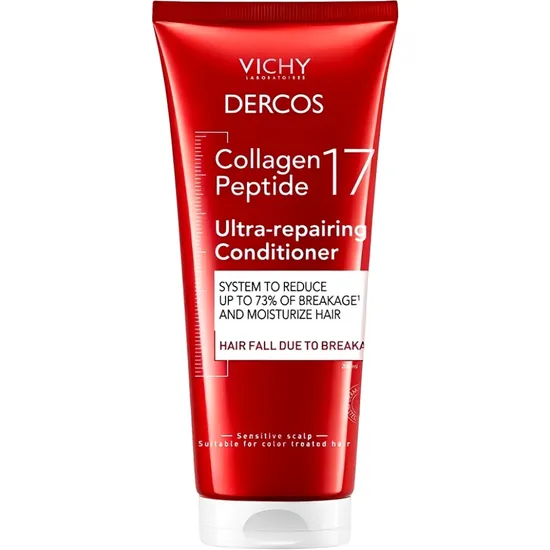 VICHY
LABORATOIRES
DERCOS
Collagen 17
Peptide
Ultra-repairing
Conditioner
SYSTEM TO REDUCE
UP TO 73% OF BREAKAGE¹
AND MOISTURIZE HAIR
HAIR FALL DUE TO BREAKA
Sensitive scalp
Suitable for color treated hair